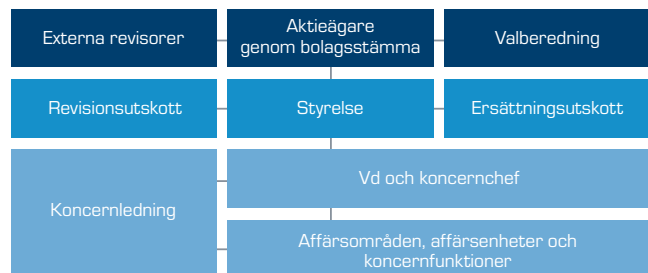 Externa revisorer
Aktieägare
genom bolagsstämma
Valberedning
Revisionsutskott
Styrelse
Ersättningsutskott
Koncernledning
Vd och koncernchef
Affärsområden, affärsenheter och
koncernfunktioner